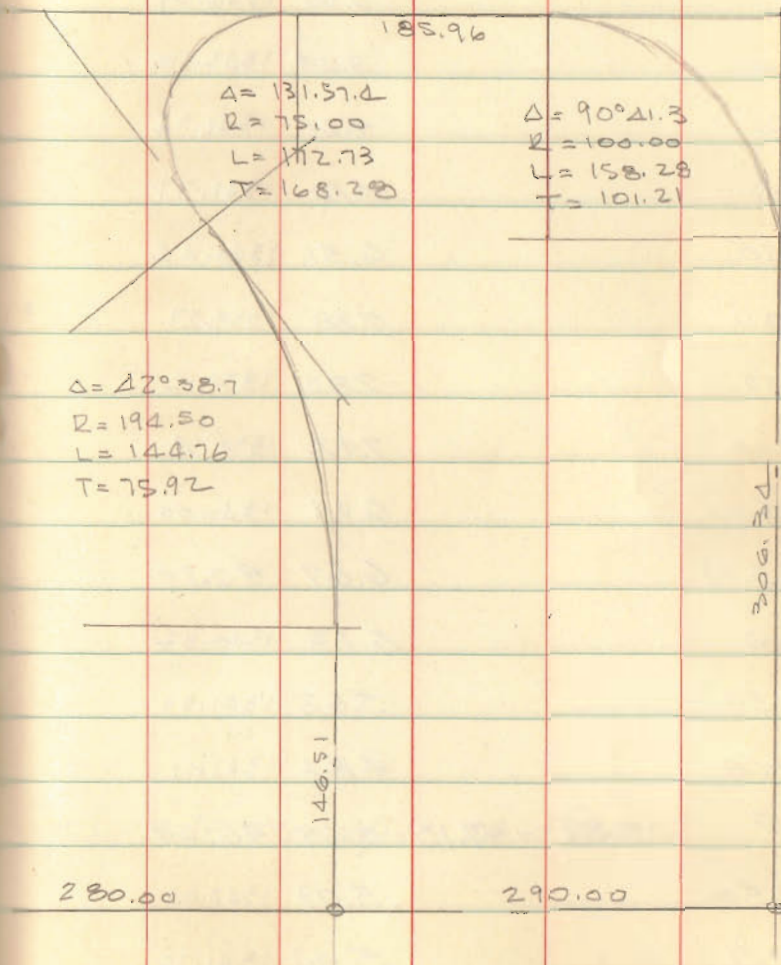 185.96
Δ = 131.57.4
R = 75.00
L = 172.73
T = 168.28
Δ = 90°41.3
R = 100.00
L = 158.28
T = 101.21
Δ = 42°38.7
R = 194.50
L = 144.76
T = 75.92
306.34
146.51
280.00
290.00